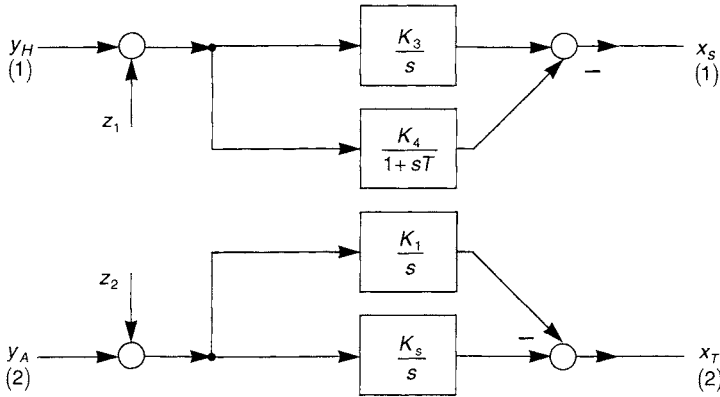 y_H
(1)
z_1
K_3
s
K_4
1 + sT
−
x_s
(1)
K_1
s
z_2
y_A
(2)
K_s
s
−
x_T
(2)